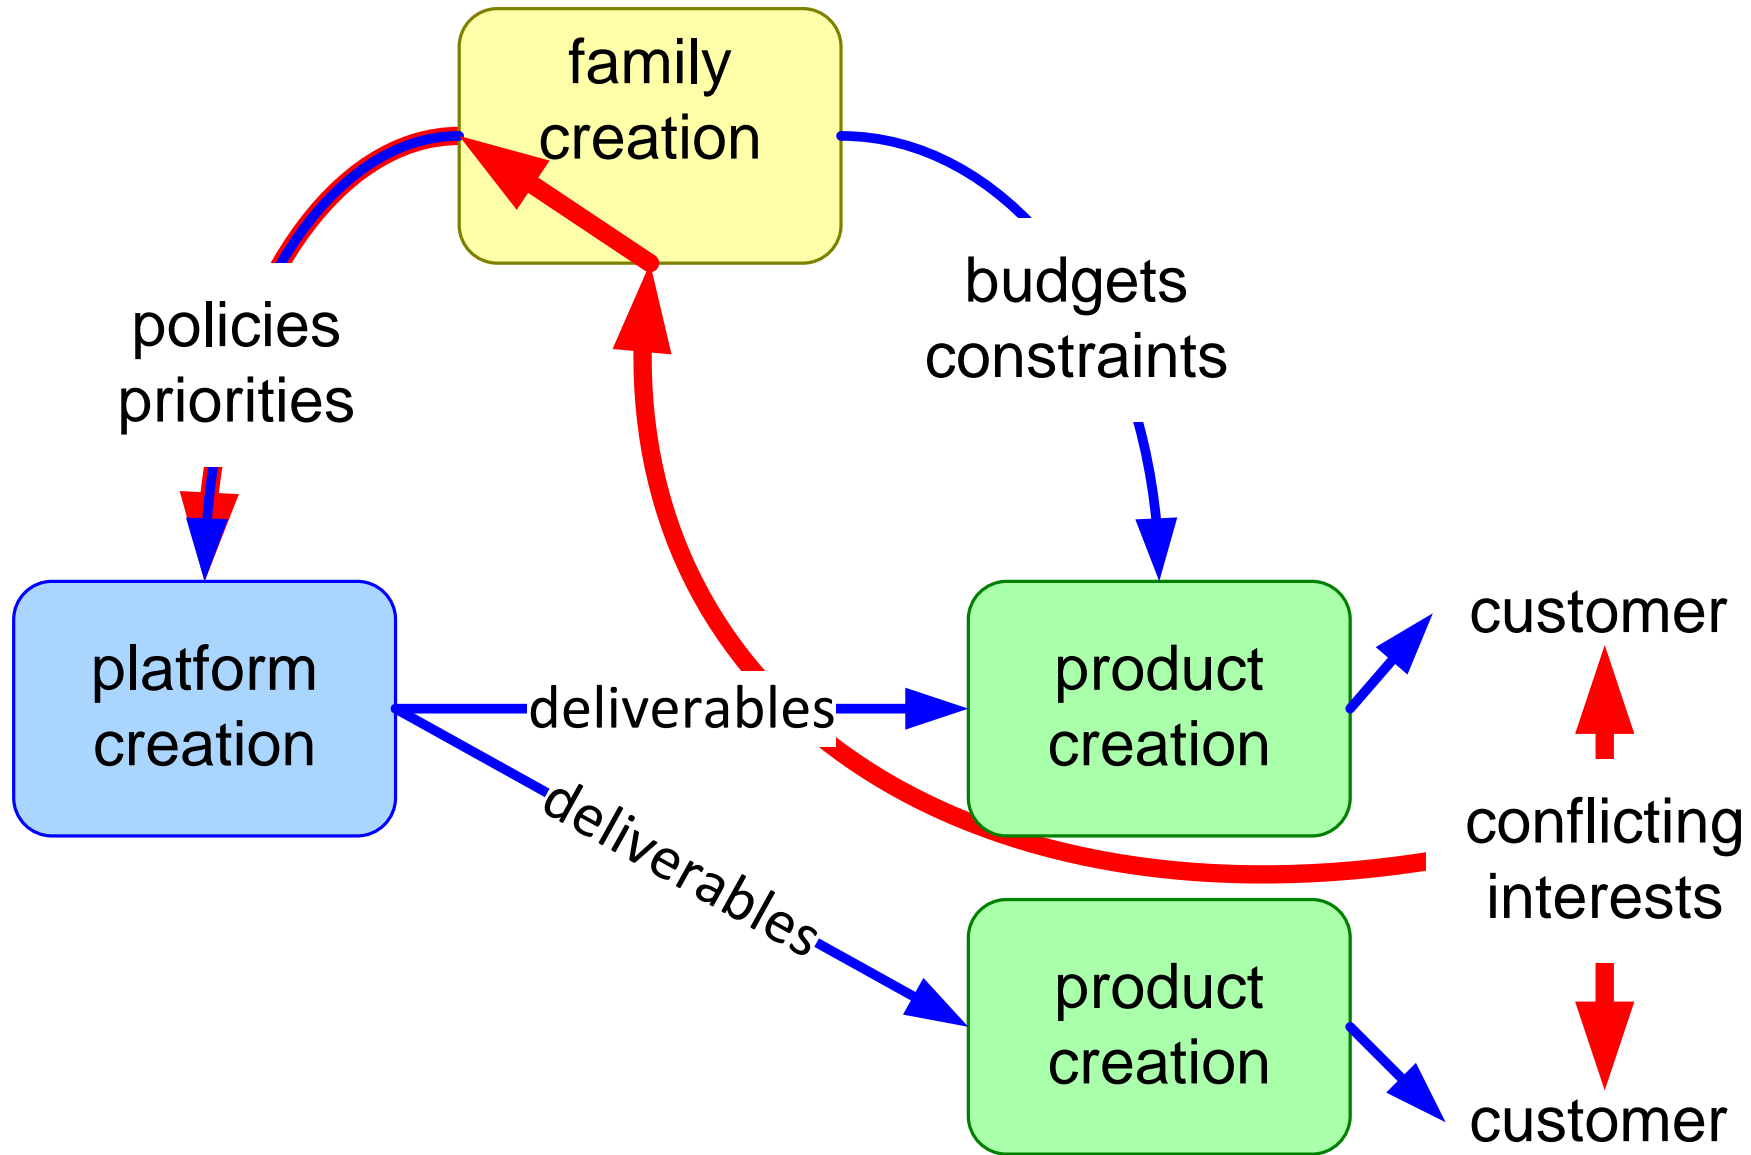 family
creation
policies
priorities
budgets
constraints
platform
creation
deliverables
deliverables
product
creation
product
creation
customer
conflicting
interests
customer